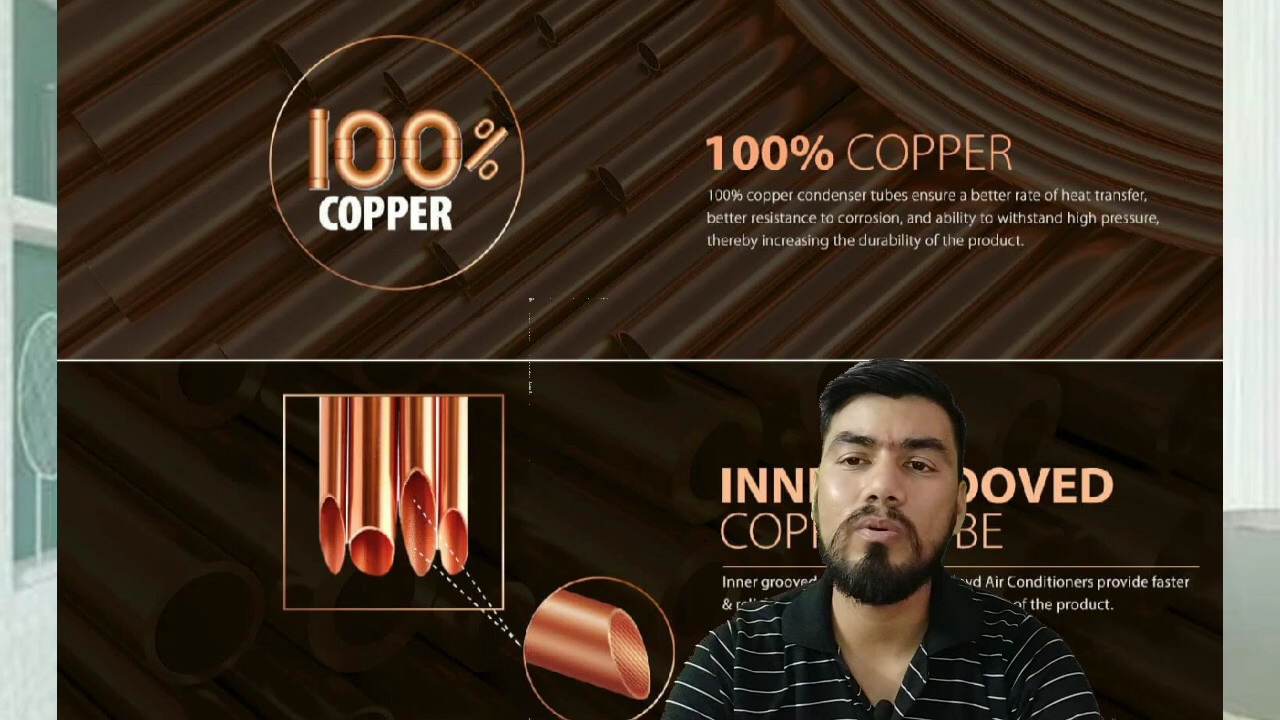 100%
COPPER
100% COPPER
100% copper condenser tubes ensure a better rate of heat transfer,
better resistance to corrosion, and ability to withstand high pressure,
thereby increasing the durability of the product.
INN OOVED
COP BE
Inner grooved Air Conditioners provide faster
& of the product.